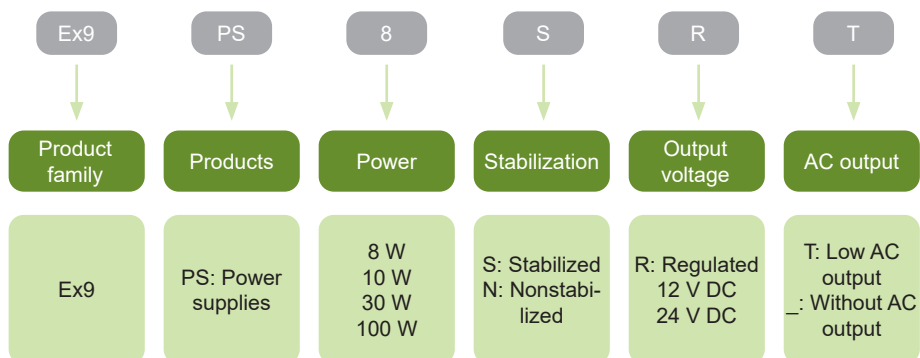 Ex9
PS
8
S
R
T
Product
family
Products
Power
Stabilization
Output
voltage
AC output
Ex9
PS: Power
supplies
8 W
10 W
30 W
100 W
S: Stabilized
N: Nonstabi-
lized
R: Regulated
12 V DC
24 V DC
T: Low AC
output
_: Without AC
output